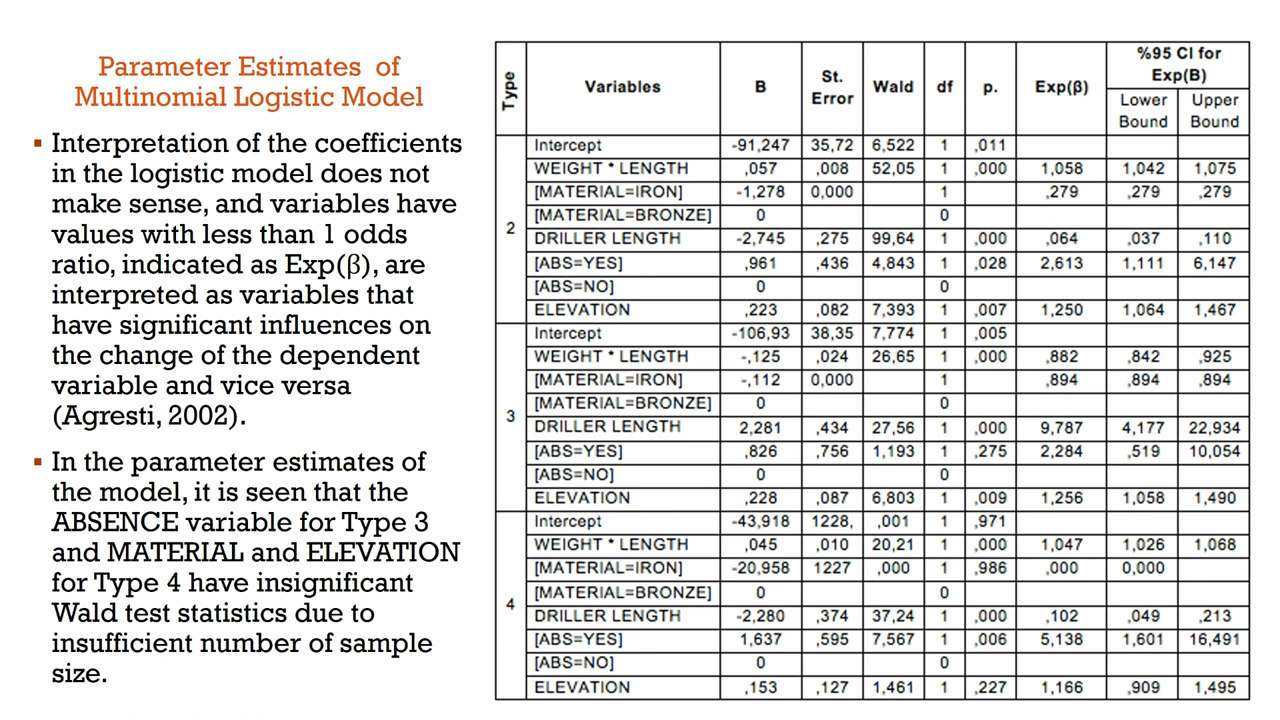 Parameter Estimates of
Multinomial Logistic Model
▪ Interpretation of the coefficients
in the logistic model does not
make sense, and variables have
values with less than 1 odds
ratio, indicated as Exp(β), are
interpreted as variables that
have significant influences on
the change of the dependent
variable and vice versa
(Agresti, 2002).
▪ In the parameter estimates of
the model, it is seen that the
ABSENCE variable for Type 3
and MATERIAL and ELEVATION
for Type 4 have insignificant
Wald test statistics due to
insufficient number of sample
size.
Type Variables B St. Error Wald df p. Exp(β) %95 CI for Exp(B)
Lower Bound Upper Bound
2
Intercept -91,247 35,72 6,522 1 ,011
WEIGHT * LENGTH ,057 ,008 52,05 1 ,000 1,058 1,042 1,075
[MATERIAL=IRON] -1,278 0,000 1 ,279 ,279 ,279
[MATERIAL=BRONZE] 0 0
DRILLER LENGTH -2,745 ,275 99,64 1 ,000 ,064 ,037 ,110
[ABS=YES] ,961 ,436 4,843 1 ,028 2,613 1,111 6,147
[ABS=NO] 0 0
ELEVATION ,223 ,082 7,393 1 ,007 1,250 1,064 1,467
3
Intercept -106,93 38,35 7,774 1 ,005
WEIGHT * LENGTH -,125 ,024 26,65 1 ,000 ,882 ,842 ,925
[MATERIAL=IRON] -,112 0,000 1 ,894 ,894 ,894
[MATERIAL=BRONZE] 0 0
DRILLER LENGTH 2,281 ,434 27,56 1 ,000 9,787 4,177 22,934
[ABS=YES] ,826 ,756 1,193 1 ,275 2,284 ,519 10,054
[ABS=NO] 0 0
ELEVATION ,228 ,087 6,803 1 ,009 1,256 1,058 1,490
4
Intercept -43,918 1228, ,001 1 ,971
WEIGHT * LENGTH ,045 ,010 20,21 1 ,000 1,047 1,026 1,068
[MATERIAL=IRON] -20,958 1227 ,000 1 ,986 ,000 0,000
[MATERIAL=BRONZE] 0 0
DRILLER LENGTH -2,280 ,374 37,24 1 ,000 ,102 ,049 ,213
[ABS=YES] 1,637 ,595 7,567 1 ,006 5,138 1,601 16,491
[ABS=NO] 0 0
ELEVATION ,153 ,127 1,461 1 ,227 1,166 ,909 1,495